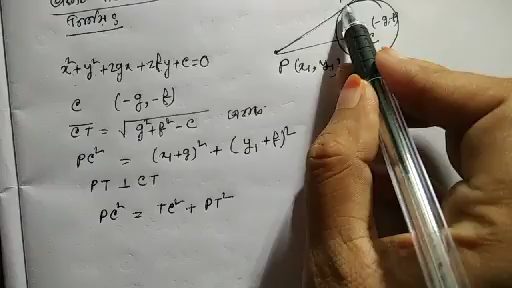 x²+y²+2gx+2fy+c=0
C (-g,-f)
CT = √g²+f²-c
PC² = (x₁+g)² + (y₁+f)²
PT ⊥ CT
PC² = TC² + PT²
P (x₁, y₁)